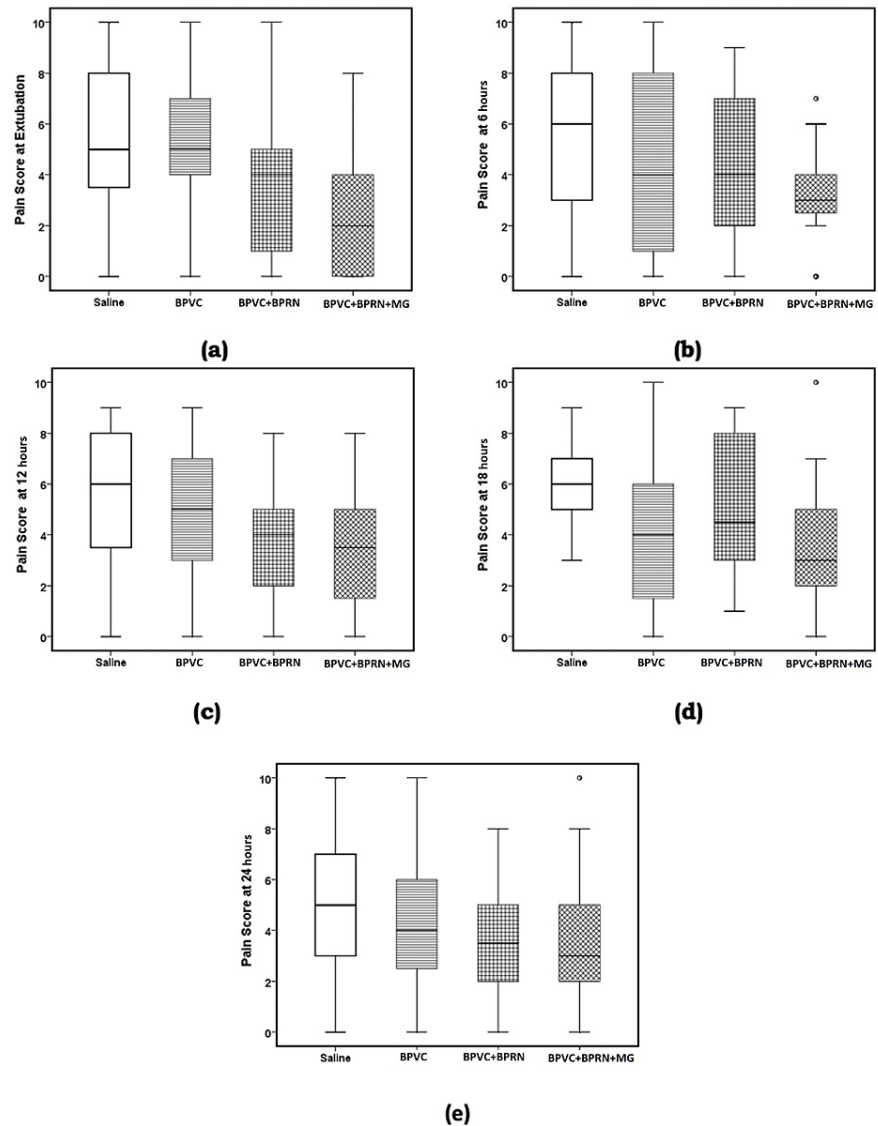 Pain Score at Extubation
10
8
6
4
2
0
Saline BPVC BPVC+BPRN BPVC+BPRN+MG
(a)
Pain Score at 6 hours
10
8
6
4
2
0
Saline BPVC BPVC+BPRN BPVC+BPRN+MG
(b)
Pain Score at 12 hours
10
8
6
4
2
0
Saline BPVC BPVC+BPRN BPVC+BPRN+MG
(c)
Pain Score at 18 hours
10
8
6
4
2
0
Saline BPVC BPVC+BPRN BPVC+BPRN+MG
(d)
Pain Score at 24 hours
10
8
6
4
2
0
Saline BPVC BPVC+BPRN BPVC+BPRN+MG
(e)